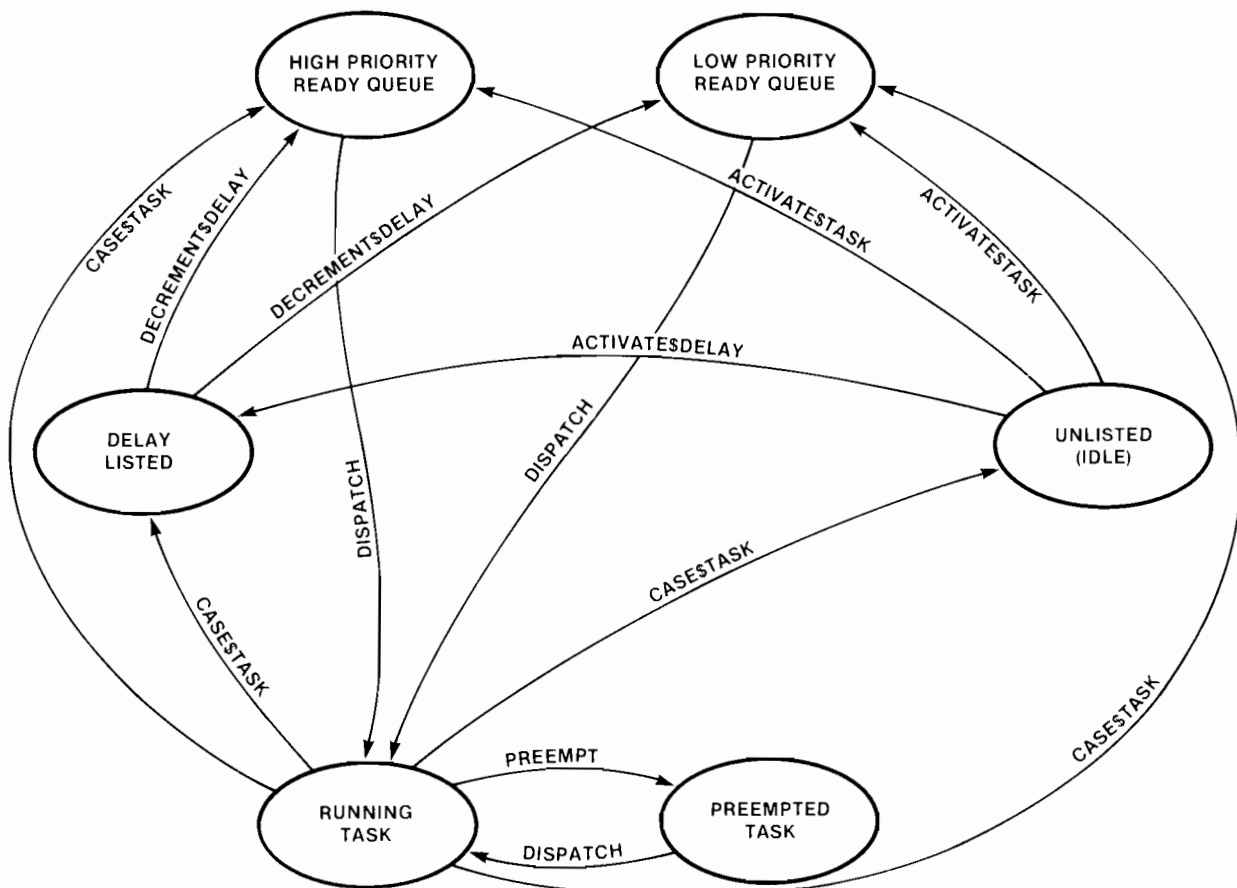 HIGH PRIORITY
READY QUEUE
LOW PRIORITY
READY QUEUE
CASE$TASK
DECREMENT$DELAY
DECREMENT$DELAY
ACTIVATE$TASK
ACTIVATE$TASK
ACTIVATE$DELAY
DELAY
LISTED
DISPATCH
DISPATCH
UNLISTED
(IDLE)
CASE$TASK
CASE$TASK
CASE$TASK
PREEMPT
RUNNING
TASK
PREEMPTED
TASK
DISPATCH